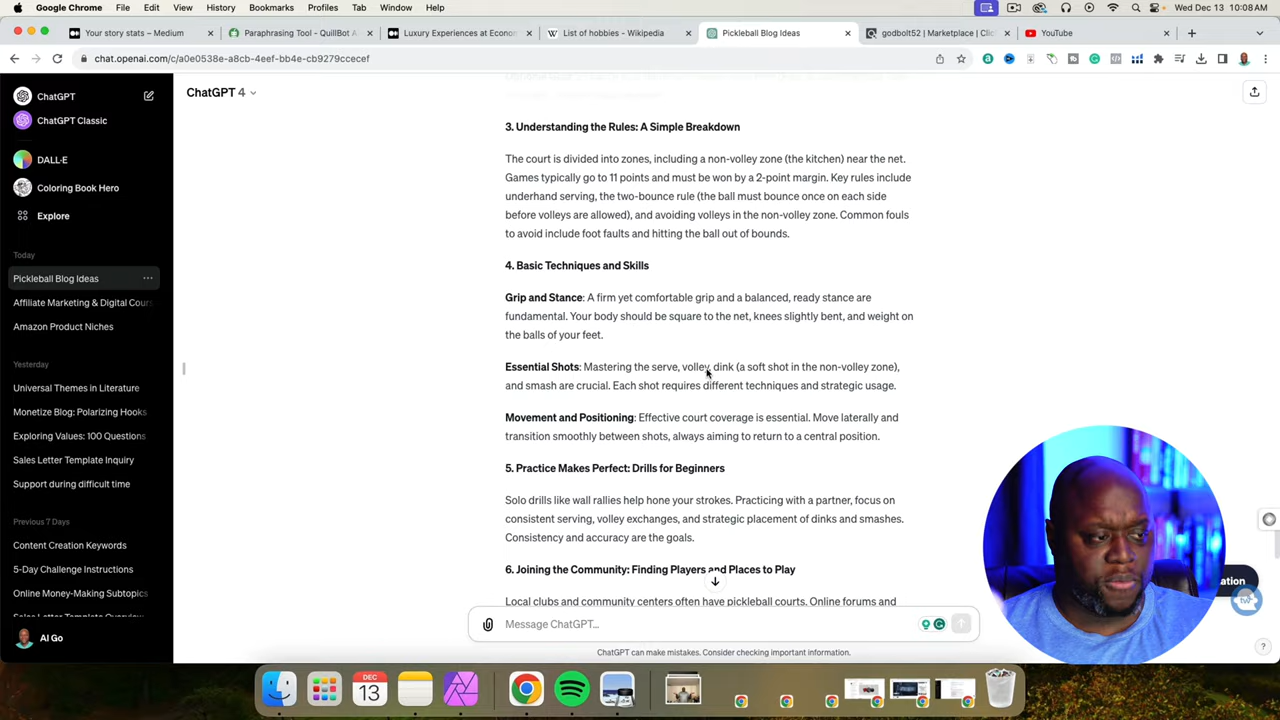 Google Chrome File Edit View History Bookmarks Profiles Tab Window Help Wed Dec 13 10:08 AM
Your story stats – Medium
Paraphrasing Tool - QuillBot A
Luxury Experiences at Econom
List of hobbies - Wikipedia
Pickleball Blog Ideas
godbolt52 | Marketplace | Clic
YouTube
chat.openai.com/c/a0e0538e-a8cb-4eef-bb4e-cb9279ccecef
ChatGPT
ChatGPT Classic
DALL·E
Coloring Book Hero
Explore
Today
Pickleball Blog Ideas
Affiliate Marketing & Digital Cours
Amazon Product Niches
Yesterday
Universal Themes in Literature
Monetize Blog: Polarizing Hooks
Exploring Values: 100 Questions
Sales Letter Template Inquiry
Support during difficult time
Previous 7 Days
Content Creation Keywords
5-Day Challenge Instructions
Online Money-Making Subtopics
Sales Letter Template Overview
Al Go
ChatGPT 4
3. Understanding the Rules: A Simple Breakdown
The court is divided into zones, including a non-volley zone (the kitchen) near the net.
Games typically go to 11 points and must be won by a 2-point margin. Key rules include
underhand serving, the two-bounce rule (the ball must bounce once on each side
before volleys are allowed), and avoiding volleys in the non-volley zone. Common fouls
to avoid include foot faults and hitting the ball out of bounds.
4. Basic Techniques and Skills
Grip and Stance: A firm yet comfortable grip and a balanced, ready stance are
fundamental. Your body should be square to the net, knees slightly bent, and weight on
the balls of your feet.
Essential Shots: Mastering the serve, volley, dink (a soft shot in the non-volley zone),
and smash are crucial. Each shot requires different techniques and strategic usage.
Movement and Positioning: Effective court coverage is essential. Move laterally and
transition smoothly between shots, always aiming to return to a central position.
5. Practice Makes Perfect: Drills for Beginners
Solo drills like wall rallies help hone your strokes. Practicing with a partner, focus on
consistent serving, volley exchanges, and strategic placement of dinks and smashes.
Consistency and accuracy are the goals.
6. Joining the Community: Finding Players and Places to Play
Local clubs and community centers often have pickleball courts. Online forums and
Message ChatGPT...
ChatGPT can make mistakes. Consider checking important information.
ation
DEC
13